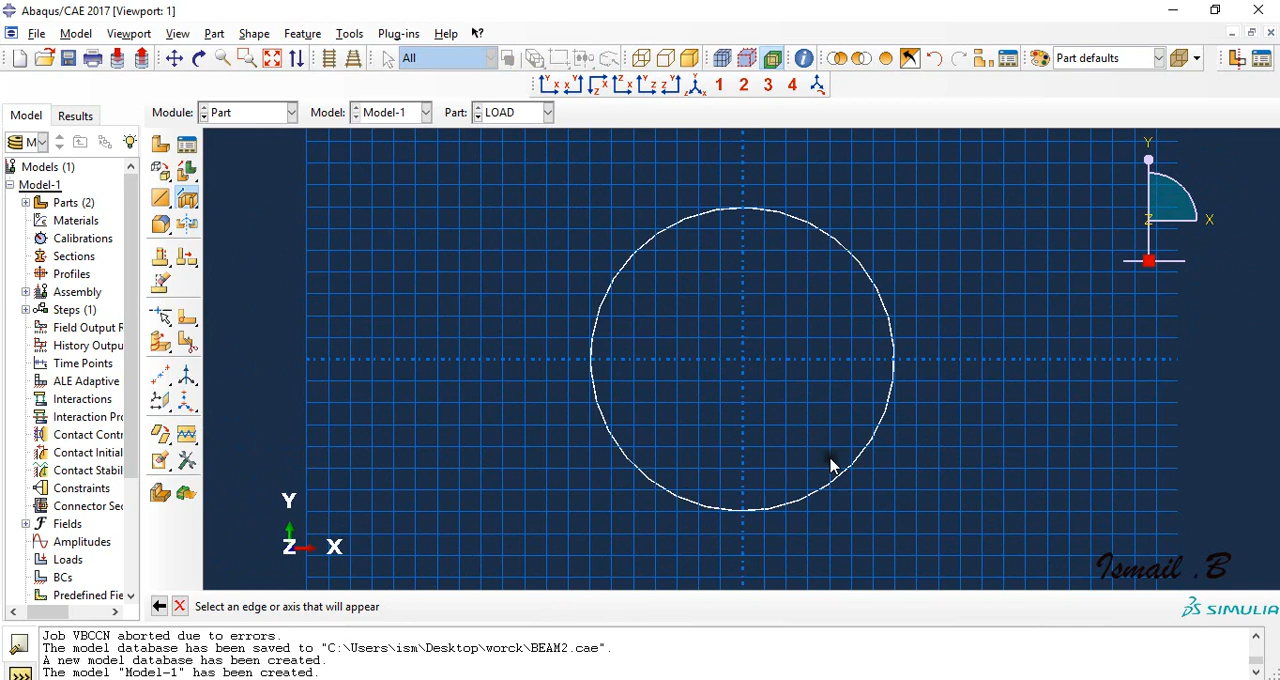 Abaqus/CAE 2017 [Viewport: 1]
File Model Viewport View Part Shape Feature Tools Plug-ins Help
All
Part defaults
1 2 3 4
Model Results Module: Part Model: Model-1 Part: LOAD
M
Models (1)
Model-1
Parts (2)
Materials
Calibrations
Sections
Profiles
Assembly
Steps (1)
Field Output R
History Output
Time Points
ALE Adaptive
Interactions
Interaction Pro
Contact Contr
Contact Initial
Contact Stabil
Constraints
Connector Sec
Fields
Amplitudes
Loads
BCs
Predefined Fie
Y
Z X
Y
Z X
Ismail .B
Select an edge or axis that will appear
SIMULIA
Job VBCCN aborted due to errors.
The model database has been saved to "C:\Users\ism\Desktop\worck\BEAM2.cae".
A new model database has been created.
The model "Model-1" has been created.
>>>